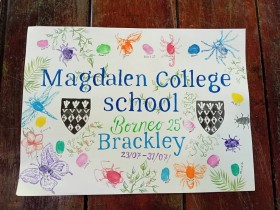 Magdalen College
school
Borneo 25
Brackley
23/07-31/07